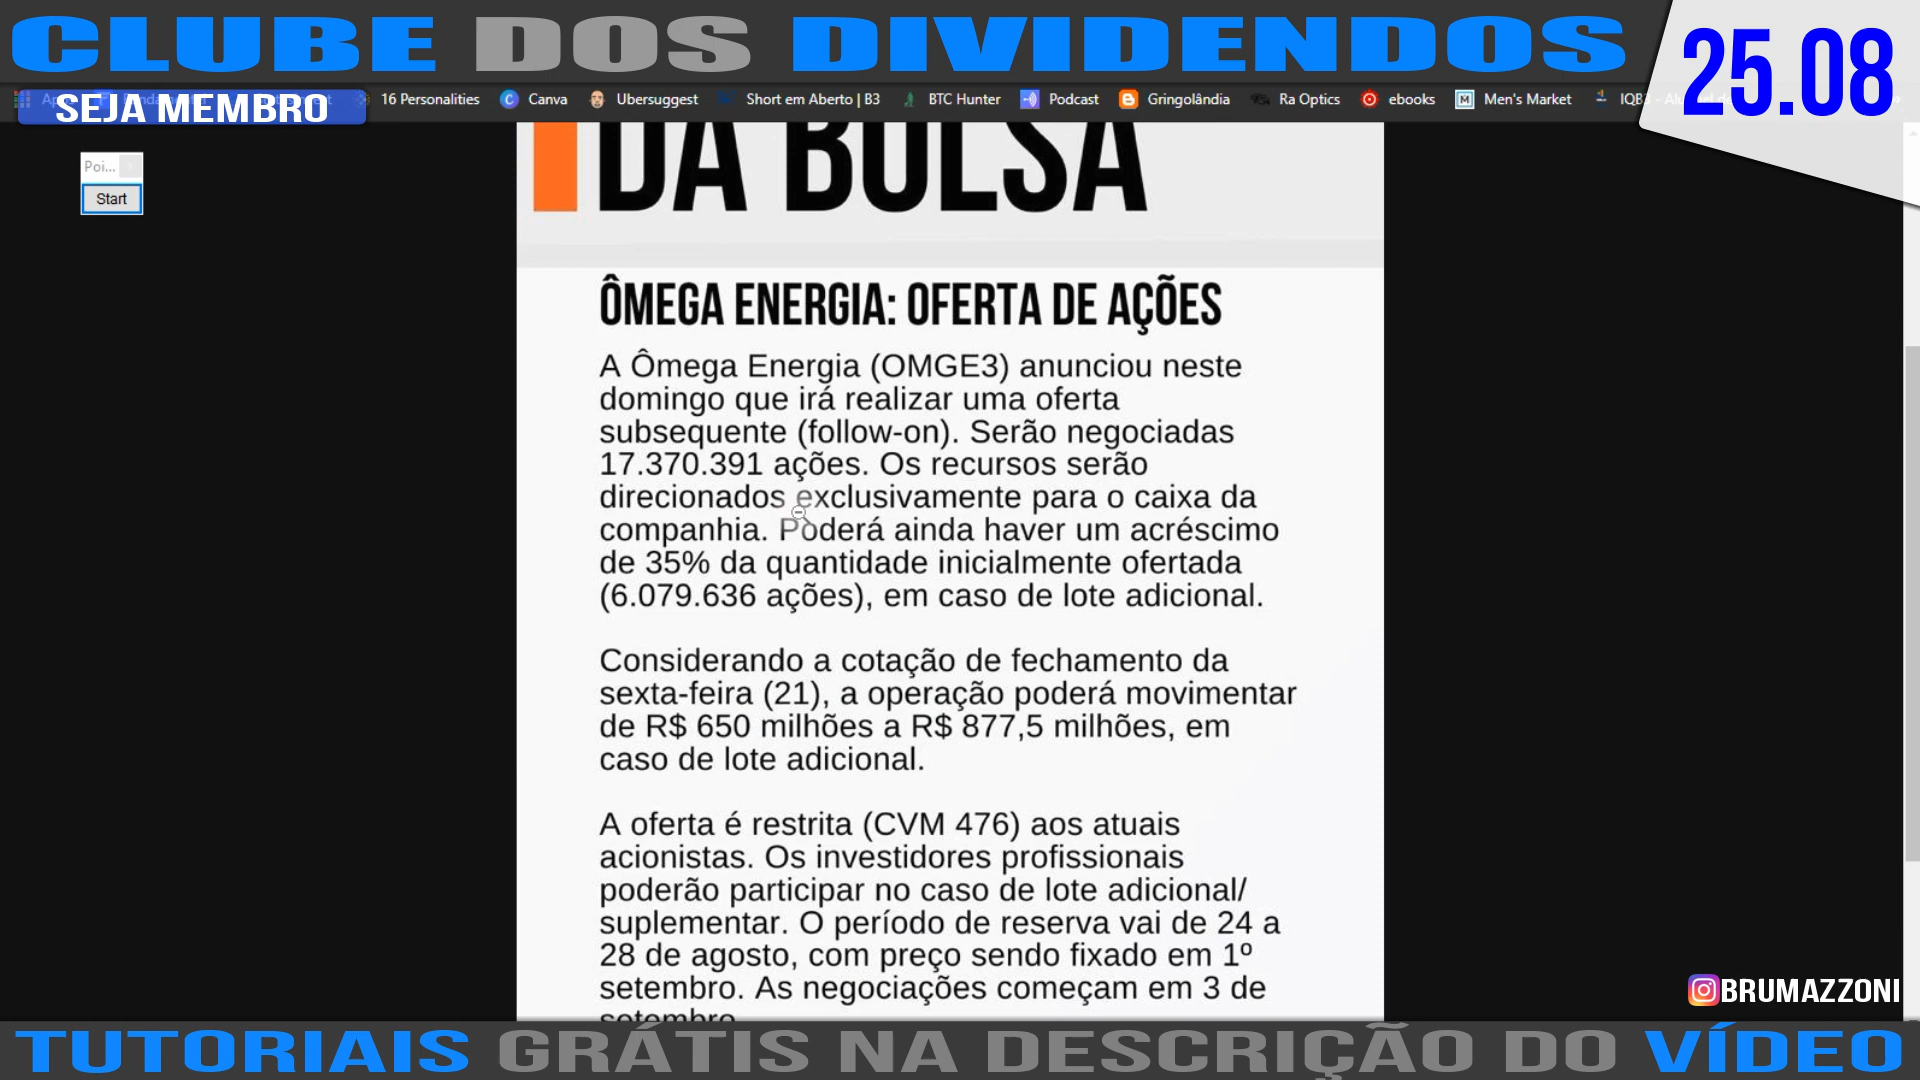 CLUBE DOS DIVIDENDOS
25.08
SEJA MEMBRO
16 Personalities
Canva
Ubersuggest
Short em Aberto | B3
BTC Hunter
Podcast
Gringolândia
Ra Optics
ebooks
Men's Market
Poi...
Start
DA BOLSA
ÔMEGA ENERGIA: OFERTA DE AÇÕES
A Ômega Energia (OMGE3) anunciou neste
domingo que irá realizar uma oferta
subsequente (follow-on). Serão negociadas
17.370.391 ações. Os recursos serão
direcionados exclusivamente para o caixa da
companhia. Poderá ainda haver um acréscimo
de 35% da quantidade inicialmente ofertada
(6.079.636 ações), em caso de lote adicional.
Considerando a cotação de fechamento da
sexta-feira (21), a operação poderá movimentar
de R$ 650 milhões a R$ 877,5 milhões, em
caso de lote adicional.
A oferta é restrita (CVM 476) aos atuais
acionistas. Os investidores profissionais
poderão participar no caso de lote adicional/
suplementar. O período de reserva vai de 24 a
28 de agosto, com preço sendo fixado em 1º
setembro. As negociações começam em 3 de
setembro
BRUMAZZONI
TUTORIAIS GRÁTIS NA DESCRIÇÃO DO VÍDEO